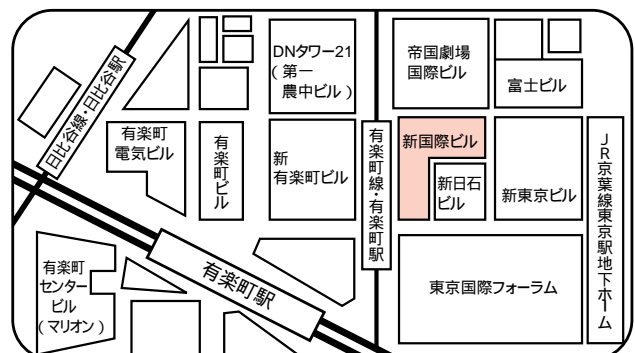 DNタワー21
(第一
農中ビル)
帝国劇場
国際ビル
富士ビル
日比谷線・日比谷駅
有楽町
電気ビル
有楽町ビル
新
有楽町ビル
有楽町線・有楽町駅
新国際ビル
新日石
ビル
新東京ビル
JR京葉線東京駅地下ホーム
有楽町
センター
ビル
(マリオン)
有楽町駅
東京国際フォーラム